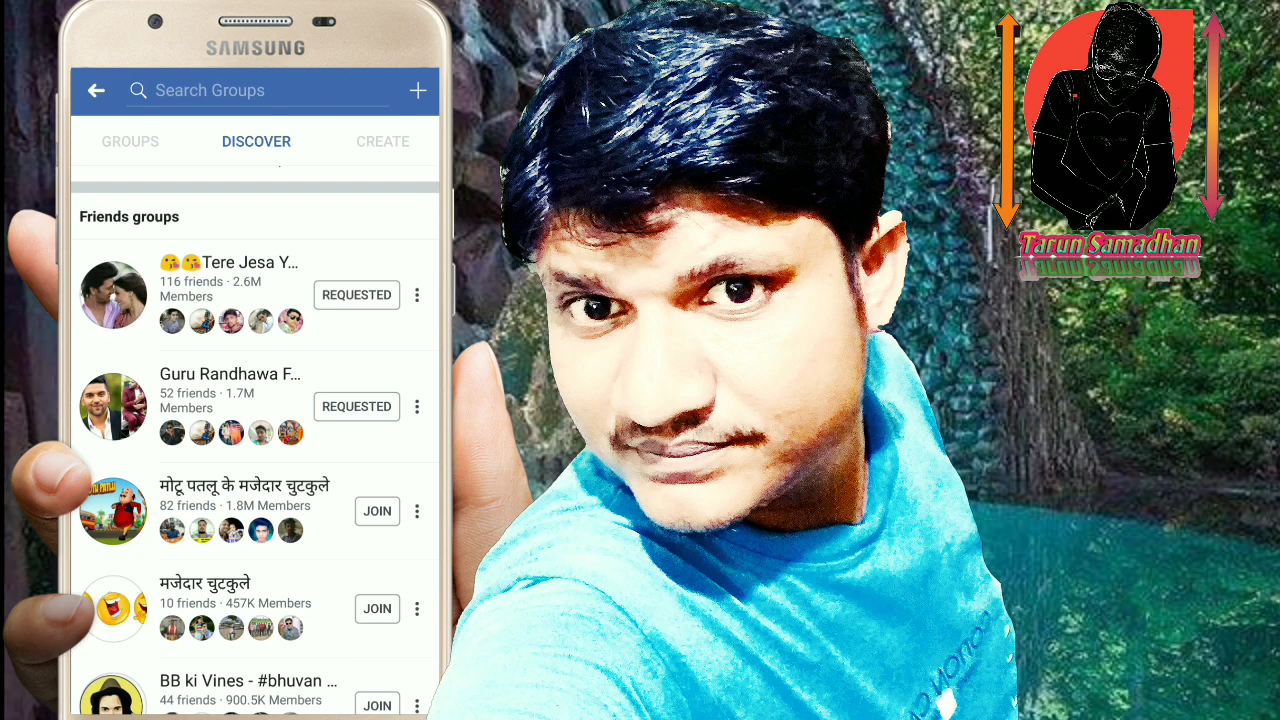 SAMSUNG
Search Groups
GROUPS DISCOVER CREATE
Friends groups
😘😘Tere Jesa Y...
116 friends · 2.6M
Members
REQUESTED
Guru Randhawa F...
52 friends · 1.7M
Members
REQUESTED
मोटू पतलू के मजेदार चुटकुले
82 friends · 1.8M Members
JOIN
मजेदार चुटकुले
10 friends · 457K Members
JOIN
BB ki Vines - #bhuvan ...
44 friends · 900.5K Members
JOIN
Tarun Samadhan